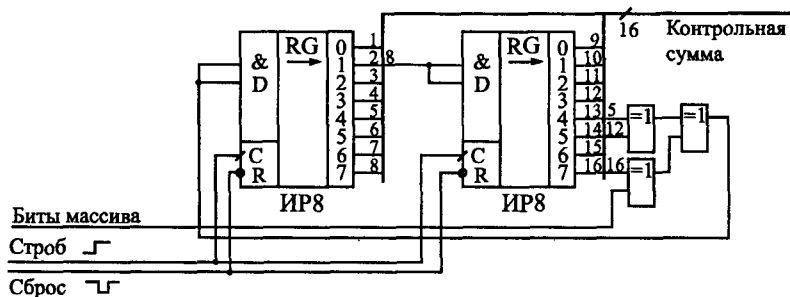 16 Контрольная
сумма
& RG 0 1
1 2 8
D 2 3
3 4
4 5
5 6
C 6 7
R 7 8
ИР8
& RG 0 9
1 10
D 2 11
3 12
4 13 5
5 14 12
C 6 15
R 7 16 16
ИР8
=1
=1
=1
Биты массива
Строб
Сброс